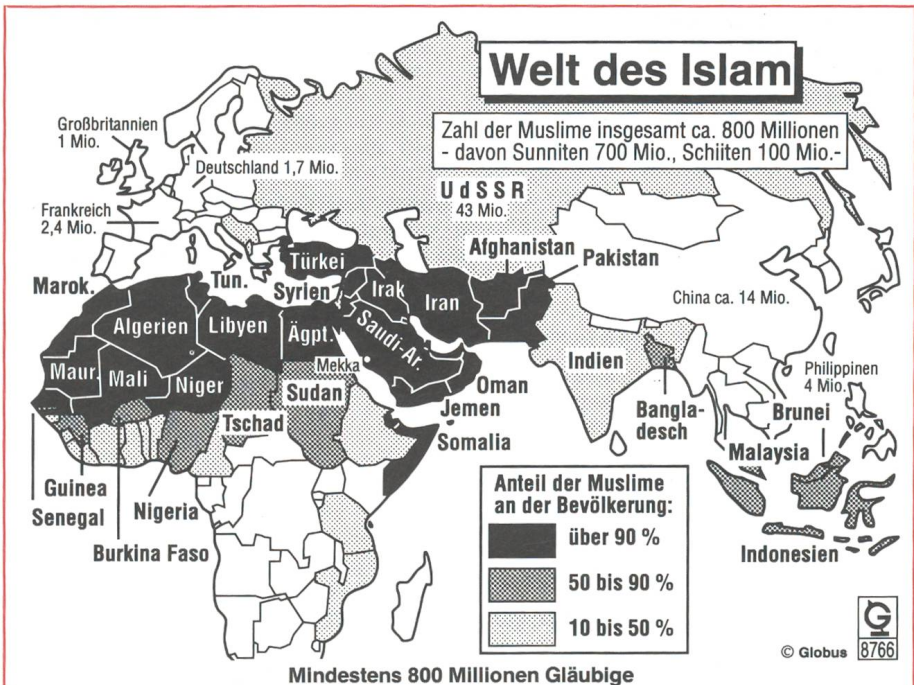 Welt des Islam
Zahl der Muslime insgesamt ca. 800 Millionen
- davon Sunniten 700 Mio., Schiiten 100 Mio.-
Großbritannien
1 Mio.
Deutschland 1,7 Mio.
Frankreich
2,4 Mio.
UdSSR
43 Mio.
Afghanistan
Pakistan
Türkei
Marok.
Tun.
Syrien
Irak
Iran
China ca. 14 Mio.
Algerien
Libyen
Ägpt.
Saudi-Ar.
Indien
Maur.
Mali
Niger
Mekka
Sudan
Tschad
Oman
Jemen
Somalia
Bangla-
desch
Philippinen
4 Mio.
Brunei
Malaysia
Guinea
Senegal
Nigeria
Burkina Faso
Indonesien
Anteil der Muslime
an der Bevölkerung:
über 90 %
50 bis 90 %
10 bis 50 %
© Globus
G
8766
Mindestens 800 Millionen Gläubige